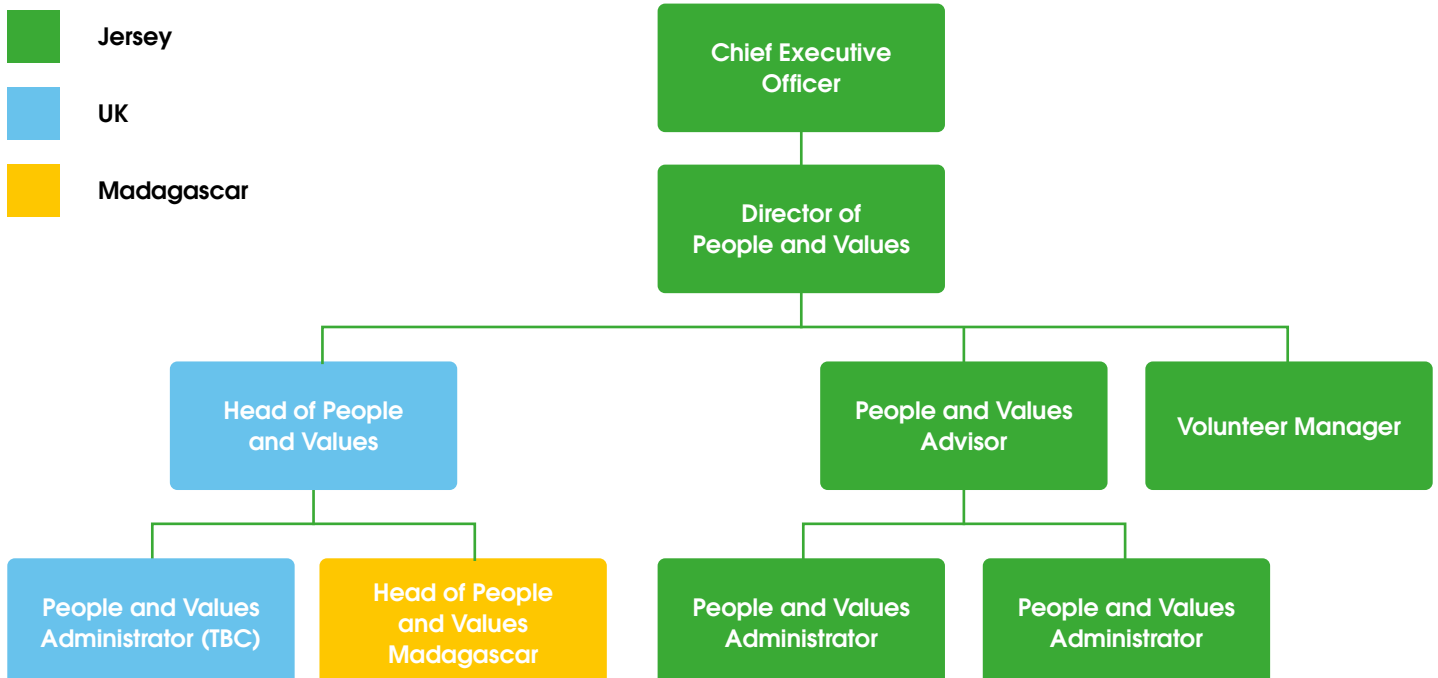 Jersey
UK
Madagascar
Chief Executive
Officer
Director of
People and Values
Head of People
and Values
People and Values
Advisor
Volunteer Manager
People and Values
Administrator (TBC)
Head of People
and Values
Madagascar
People and Values
Administrator
People and Values
Administrator